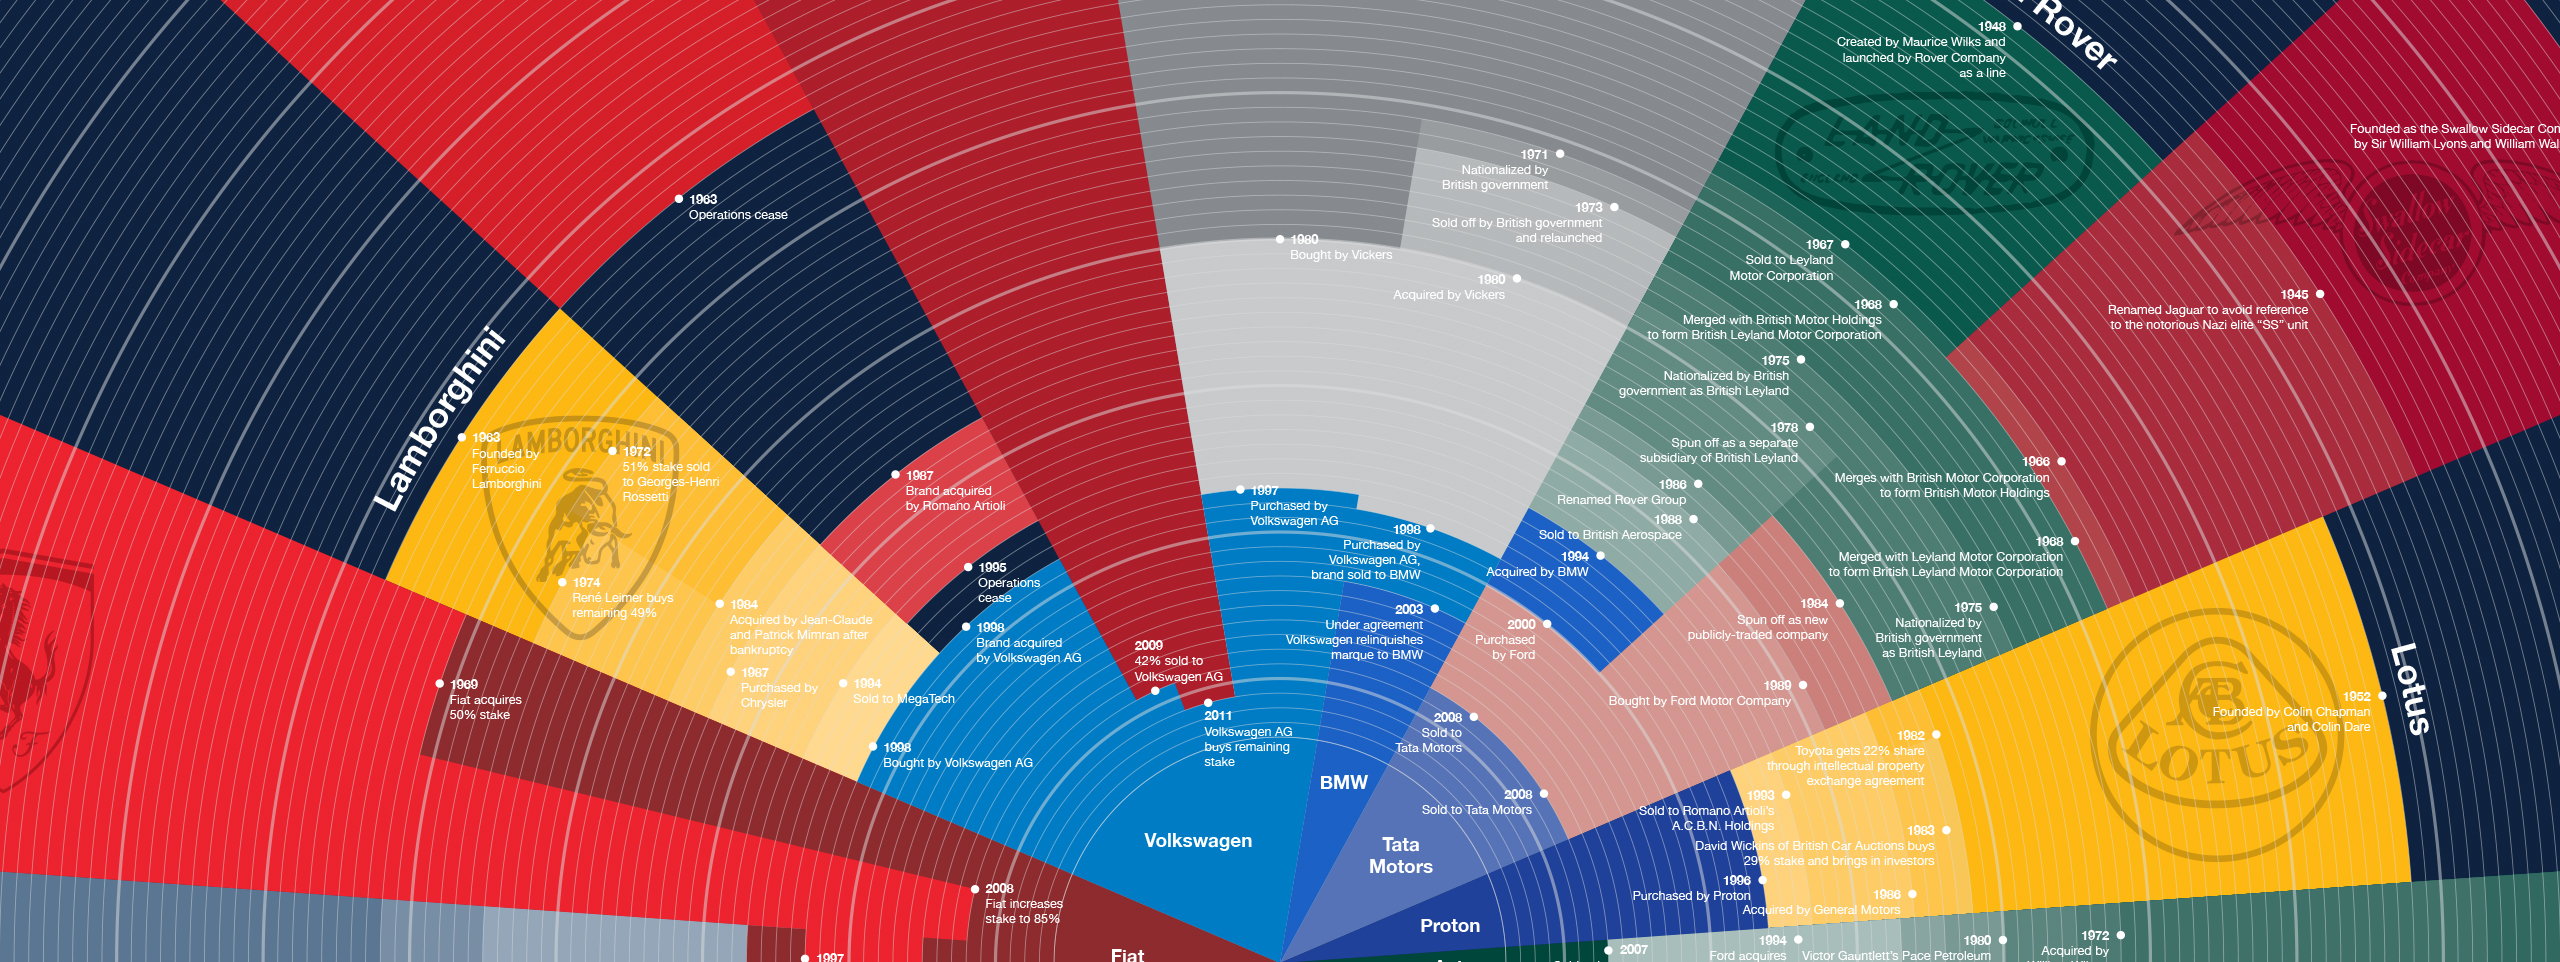 Rover
1948
Created by Maurice Wilks and
launched by Rover Company
as a line
LAND
ROVER
ENGLAND
Founded as the Swallow Sidecar Con
by Sir William Lyons and William Wal
1963
Operations cease
1971
Nationalized by
British government
1973
Sold off by British government
and relaunched
1980
Bought by Vickers
1980
Acquired by Vickers
1967
Sold to Leyland
Motor Corporation
1968
Merged with British Motor Holdings
to form British Leyland Motor Corporation
1945
Renamed Jaguar to avoid reference
to the notorious Nazi elite “SS” unit
1975
Nationalized by British
government as British Leyland
1978
Spun off as a separate
subsidiary of British Leyland
1966
Merges with British Motor Corporation
to form British Motor Holdings
1986
Renamed Rover Group
1988
Sold to British Aerospace
1994
Acquired by BMW
1968
Merged with Leyland Motor Corporation
to form British Leyland Motor Corporation
Lamborghini
LAMBORGHINI
1963
Founded by
Ferruccio
Lamborghini
1972
51% stake sold
to Georges-Henri
Rossetti
1974
René Leimer buys
remaining 49%
1984
Acquired by Jean-Claude
and Patrick Mimran after
bankruptcy
1987
Purchased by
Chrysler
1994
Sold to MegaTech
1998
Bought by Volkswagen AG
1987
Brand acquired
by Romano Artioli
1995
Operations
cease
1998
Brand acquired
by Volkswagen AG
1997
Purchased by
Volkswagen AG
1998
Purchased by
Volkswagen AG,
brand sold to BMW
2003
Under agreement
Volkswagen relinquishes
marque to BMW
2009
42% sold to
Volkswagen AG
2011
Volkswagen AG
buys remaining
stake
2000
Purchased
by Ford
1984
Spun off as new
publicly-traded company
1975
Nationalized by
British government
as British Leyland
1989
Bought by Ford Motor Company
2008
Sold to
Tata Motors
2008
Sold to Tata Motors
Lotus
LOTUS
1952
Founded by Colin Chapman
and Colin Dare
1982
Toyota gets 22% share
through intellectual property
exchange agreement
1993
Sold to Romano Artioli's
A.C.B.N. Holdings
1983
David Wickins of British Car Auctions buys
29% stake and brings in investors
1996
Purchased by Proton
1986
Acquired by General Motors
1969
Fiat acquires
50% stake
2008
Fiat increases
stake to 85%
Volkswagen
BMW
Tata
Motors
Proton
Fiat
1997
2007
1994
Ford acquires
1980
Victor Gauntlett's Pace Petroleum
1972
Acquired by